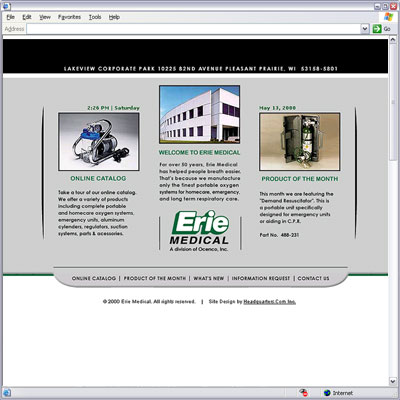 File Edit View Favorites Tools Help
Address Go
LAKEVIEW CORPORATE PARK 10225 82ND AVENUE PLEASANT PRAIRIE, WI 53158-5801
2:26 PM | Saturday
May 13, 2000
ONLINE CATALOG
Take a tour of our online catalog.
We offer a variety of products
including complete portable
and homecare oxygen systems,
emergency units, aluminum
cylenders, regulators, suction
systems, parts & acessories.
WELCOME TO ERIE MEDICAL
For over 50 years, Erie Medical
has helped people breath easier.
That's because we manufacture
only the finest portable oxygen
systems for homecare, emergency,
and long term respiratory care.
Erie
MEDICAL
A division of Ocenco, Inc.
PRODUCT OF THE MONTH
This month we are featuring the
"Demand Resuscitator". This is
a portable unit specifically
designed for emergency units
or aiding in C.P.R.
Part No. 488-231
ONLINE CATALOG | PRODUCT OF THE MONTH | WHAT'S NEW | INFORMATION REQUEST | CONTACT US
© 2000 Erie Medical. All rights reserved. | Site Design by Headquarters.Com Inc.
Internet